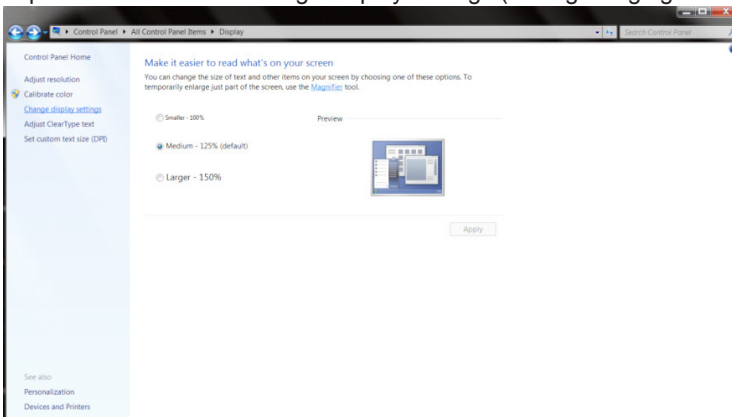 Control Panel ▸ All Control Panel Items ▸ Display
Search Control Panel
Control Panel Home
Adjust resolution
Calibrate color
Change display settings
Adjust ClearType text
Set custom text size (DPI)
Make it easier to read what's on your screen
You can change the size of text and other items on your screen by choosing one of these options. To
temporarily enlarge just part of the screen, use the Magnifier tool.
Smaller - 100%
Preview
Medium - 125% (default)
Larger - 150%
Apply
See also
Personalization
Devices and Printers